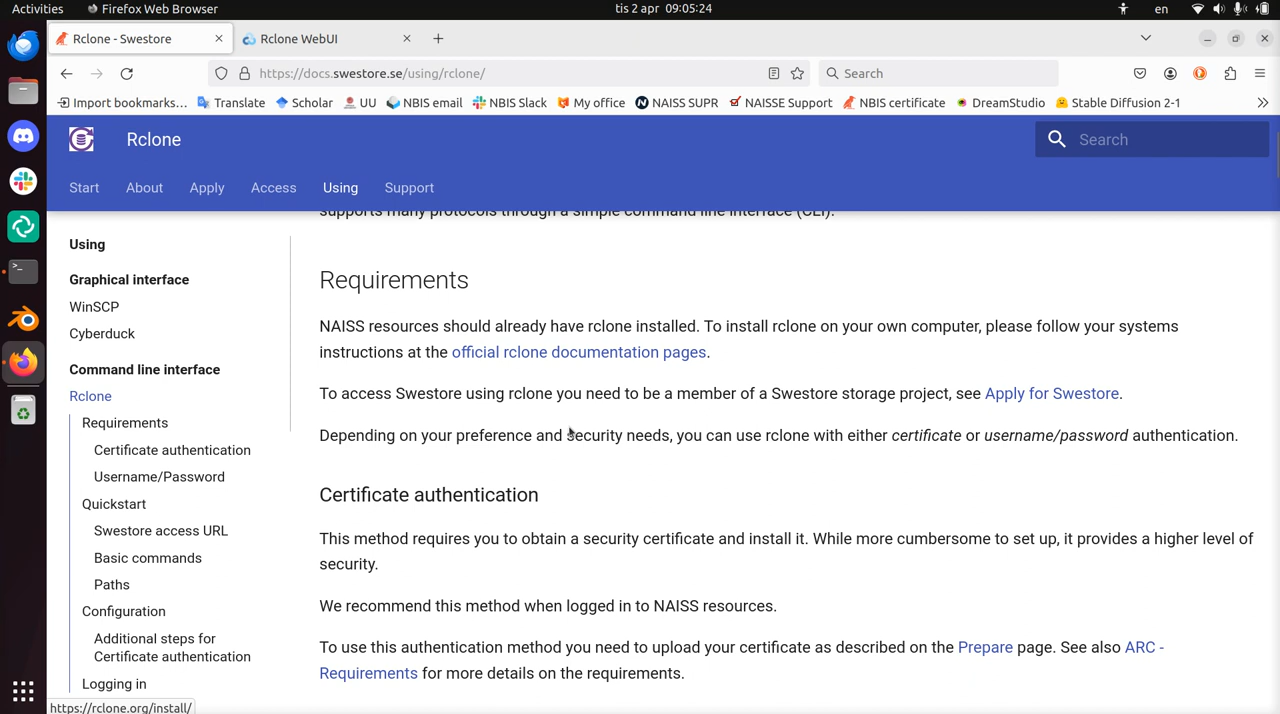 Activities
Firefox Web Browser
tis 2 apr 09:05:24
en
Rclone - Swestore
Rclone WebUI
https://docs.swestore.se/using/rclone/
Search
Import bookmarks...
Translate
Scholar
UU
NBIS email
NBIS Slack
My office
NAISS SUPR
NAISSE Support
NBIS certificate
DreamStudio
Stable Diffusion 2-1
Rclone
Search
Start
About
Apply
Access
Using
Support
Using
Graphical interface
WinSCP
Cyberduck
Command line interface
Rclone
Requirements
Certificate authentication
Username/Password
Quickstart
Swestore access URL
Basic commands
Paths
Configuration
Additional steps for
Certificate authentication
Logging in
supports many protocols through a simple command line interface (CLI).
Requirements
NAISS resources should already have rclone installed. To install rclone on your own computer, please follow your systems
instructions at the official rclone documentation pages.
To access Swestore using rclone you need to be a member of a Swestore storage project, see Apply for Swestore.
Depending on your preference and security needs, you can use rclone with either certificate or username/password authentication.
Certificate authentication
This method requires you to obtain a security certificate and install it. While more cumbersome to set up, it provides a higher level of
security.
We recommend this method when logged in to NAISS resources.
To use this authentication method you need to upload your certificate as described on the Prepare page. See also ARC -
Requirements for more details on the requirements.
https://rclone.org/install/